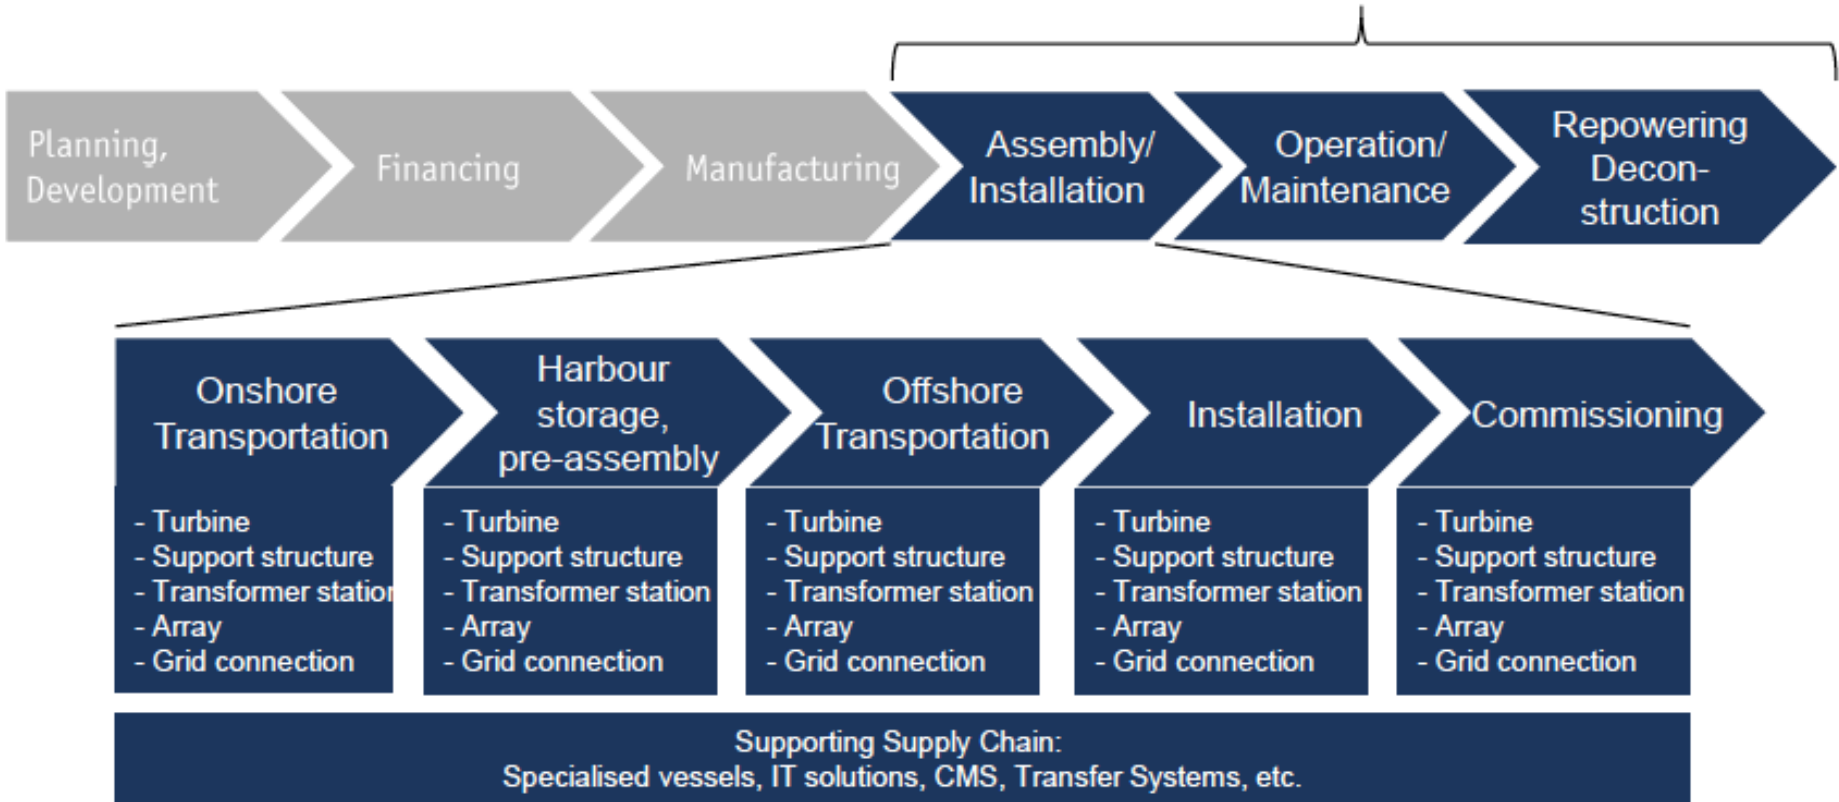 Planning,
Development
Financing
Manufacturing
Assembly/
Installation
Operation/
Maintenance
Repowering
Decon-
struction
Onshore
Transportation
Harbour
storage,
pre-assembly
Offshore
Transportation
Installation
Commissioning
- Turbine
- Support structure
- Transformer station
- Array
- Grid connection
- Turbine
- Support structure
- Transformer station
- Array
- Grid connection
- Turbine
- Support structure
- Transformer station
- Array
- Grid connection
- Turbine
- Support structure
- Transformer station
- Array
- Grid connection
- Turbine
- Support structure
- Transformer station
- Array
- Grid connection
Supporting Supply Chain:
Specialised vessels, IT solutions, CMS, Transfer Systems, etc.